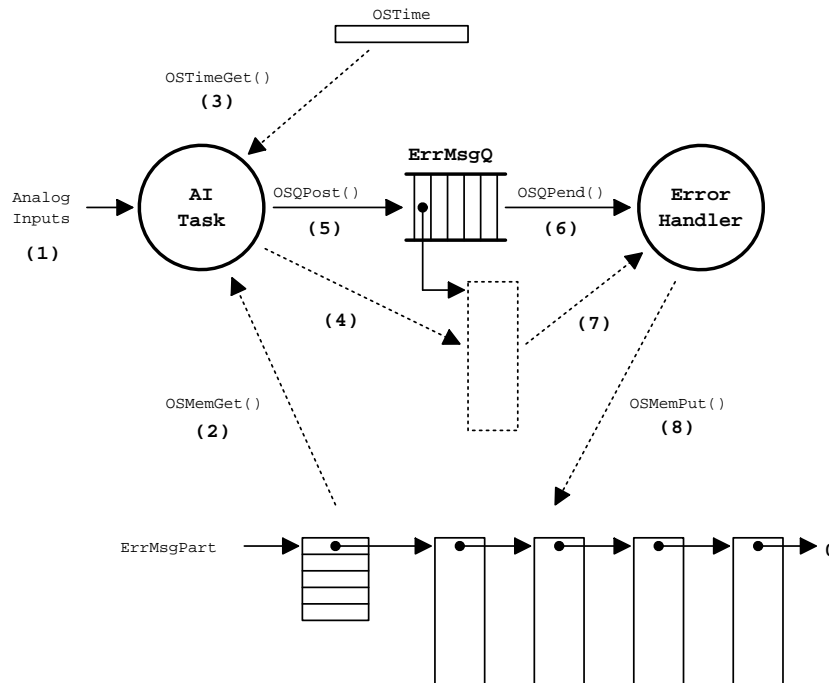 OSTime
OSTimeGet()
(3)
ErrMsgQ
Analog
Inputs
(1)
AI
Task
OSQPost()
(5)
OSQPend()
(6)
Error
Handler
(4)
(7)
OSMemGet()
(2)
OSMemPut()
(8)
ErrMsgPart